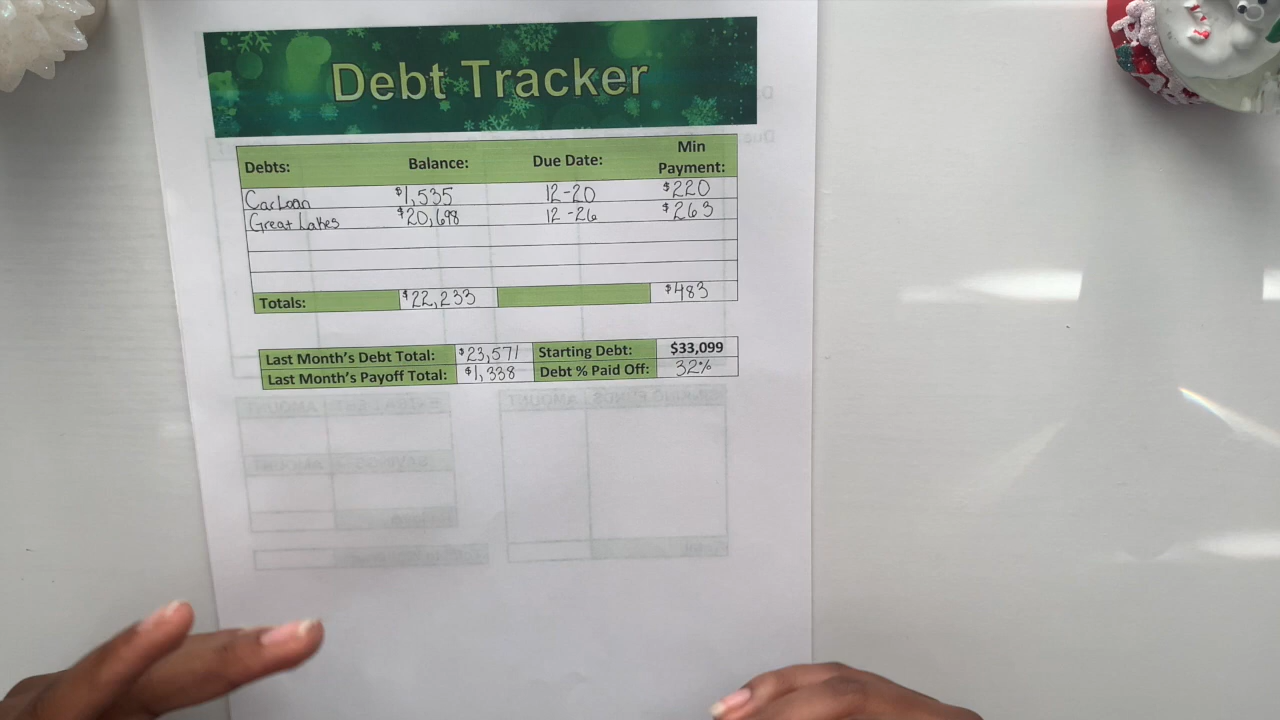 Debt Tracker
Debts: Balance: Due Date: Min Payment:
Car Loan $1,535 12-20 $220
Great Lakes $20,698 12-26 $263
Totals: $22,233 $483
Last Month's Debt Total: $23,571 Starting Debt: $33,099
Last Month's Payoff Total: $1,338 Debt % Paid Off: 32%